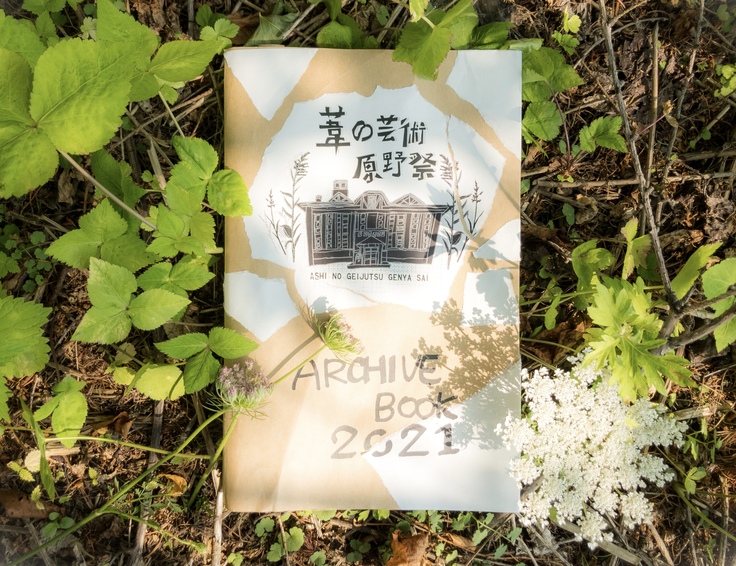 葦の芸術
原野祭
ASHI NO GEIJUTSU GENYA SAI
ARCHIVE
BOOK
2021